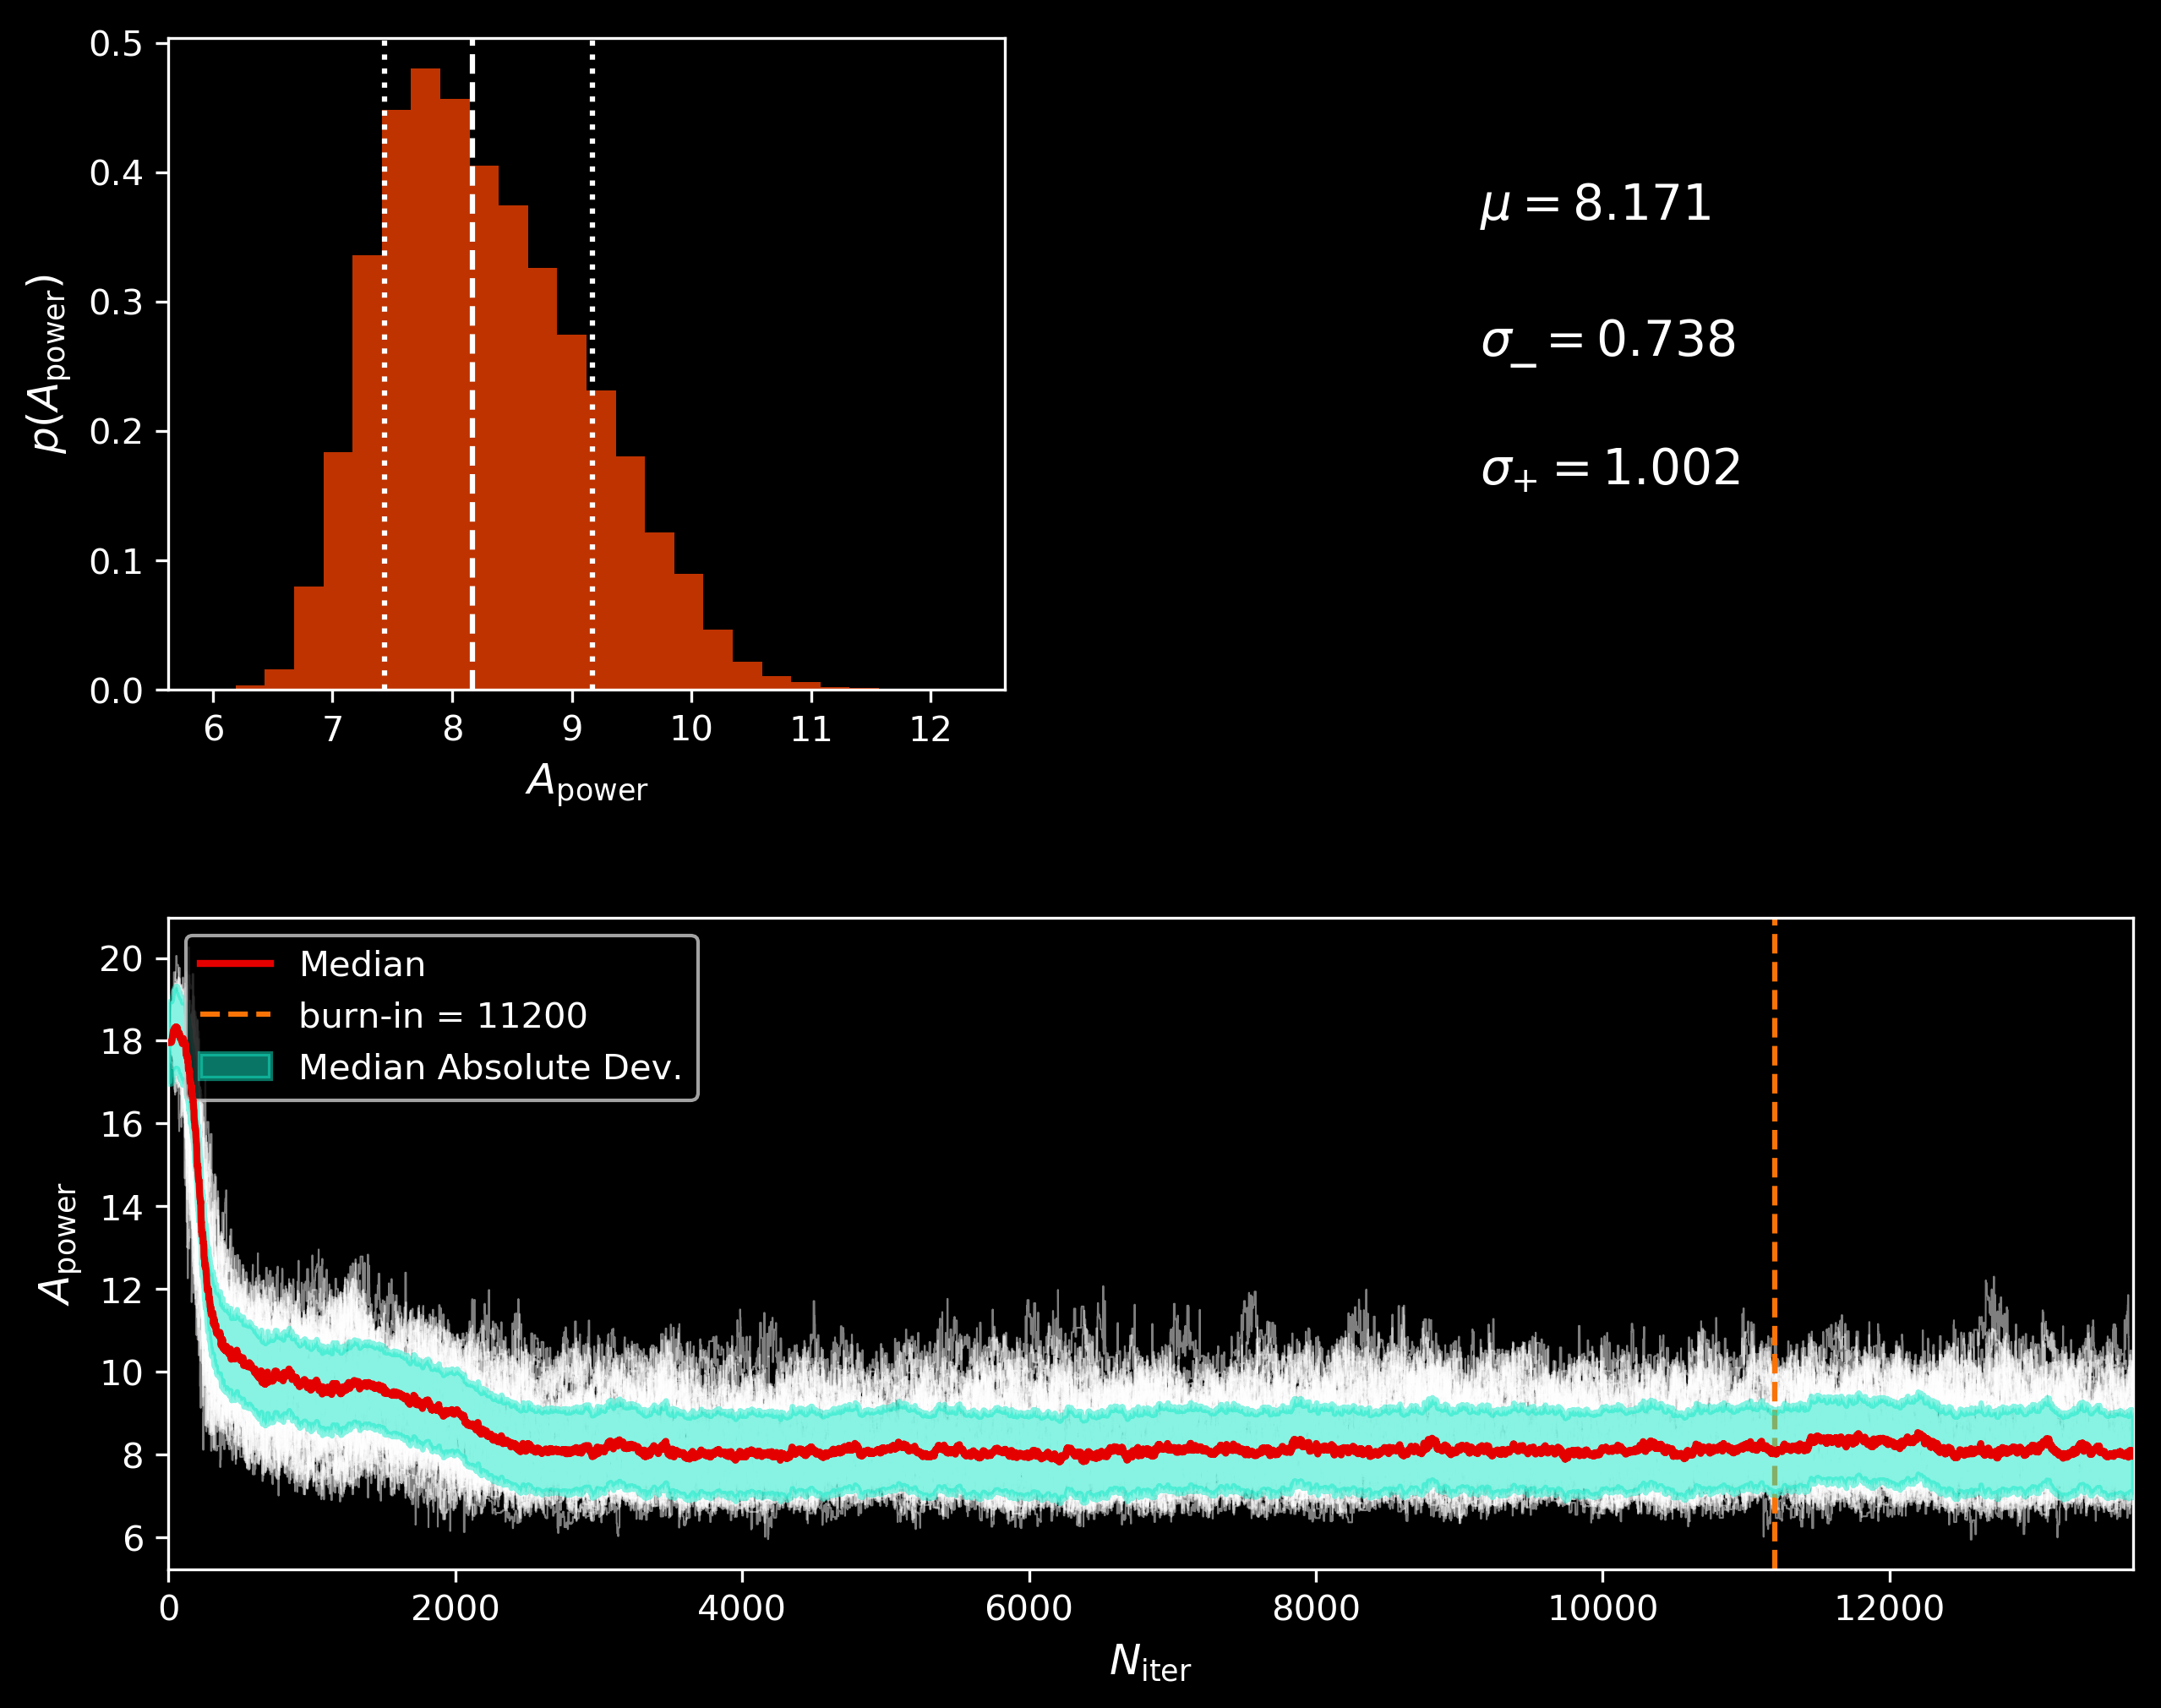 0.5
0.4
0.3
0.2
0.1
0.0
p(A_power)
6 7 8 9 10 11 12
A_power
μ = 8.171
σ_− = 0.738
σ_+ = 1.002
20
18
16
14
12
10
8
6
A_power
Median
burn-in = 11200
Median Absolute Dev.
0 2000 4000 6000 8000 10000 12000
N_iter